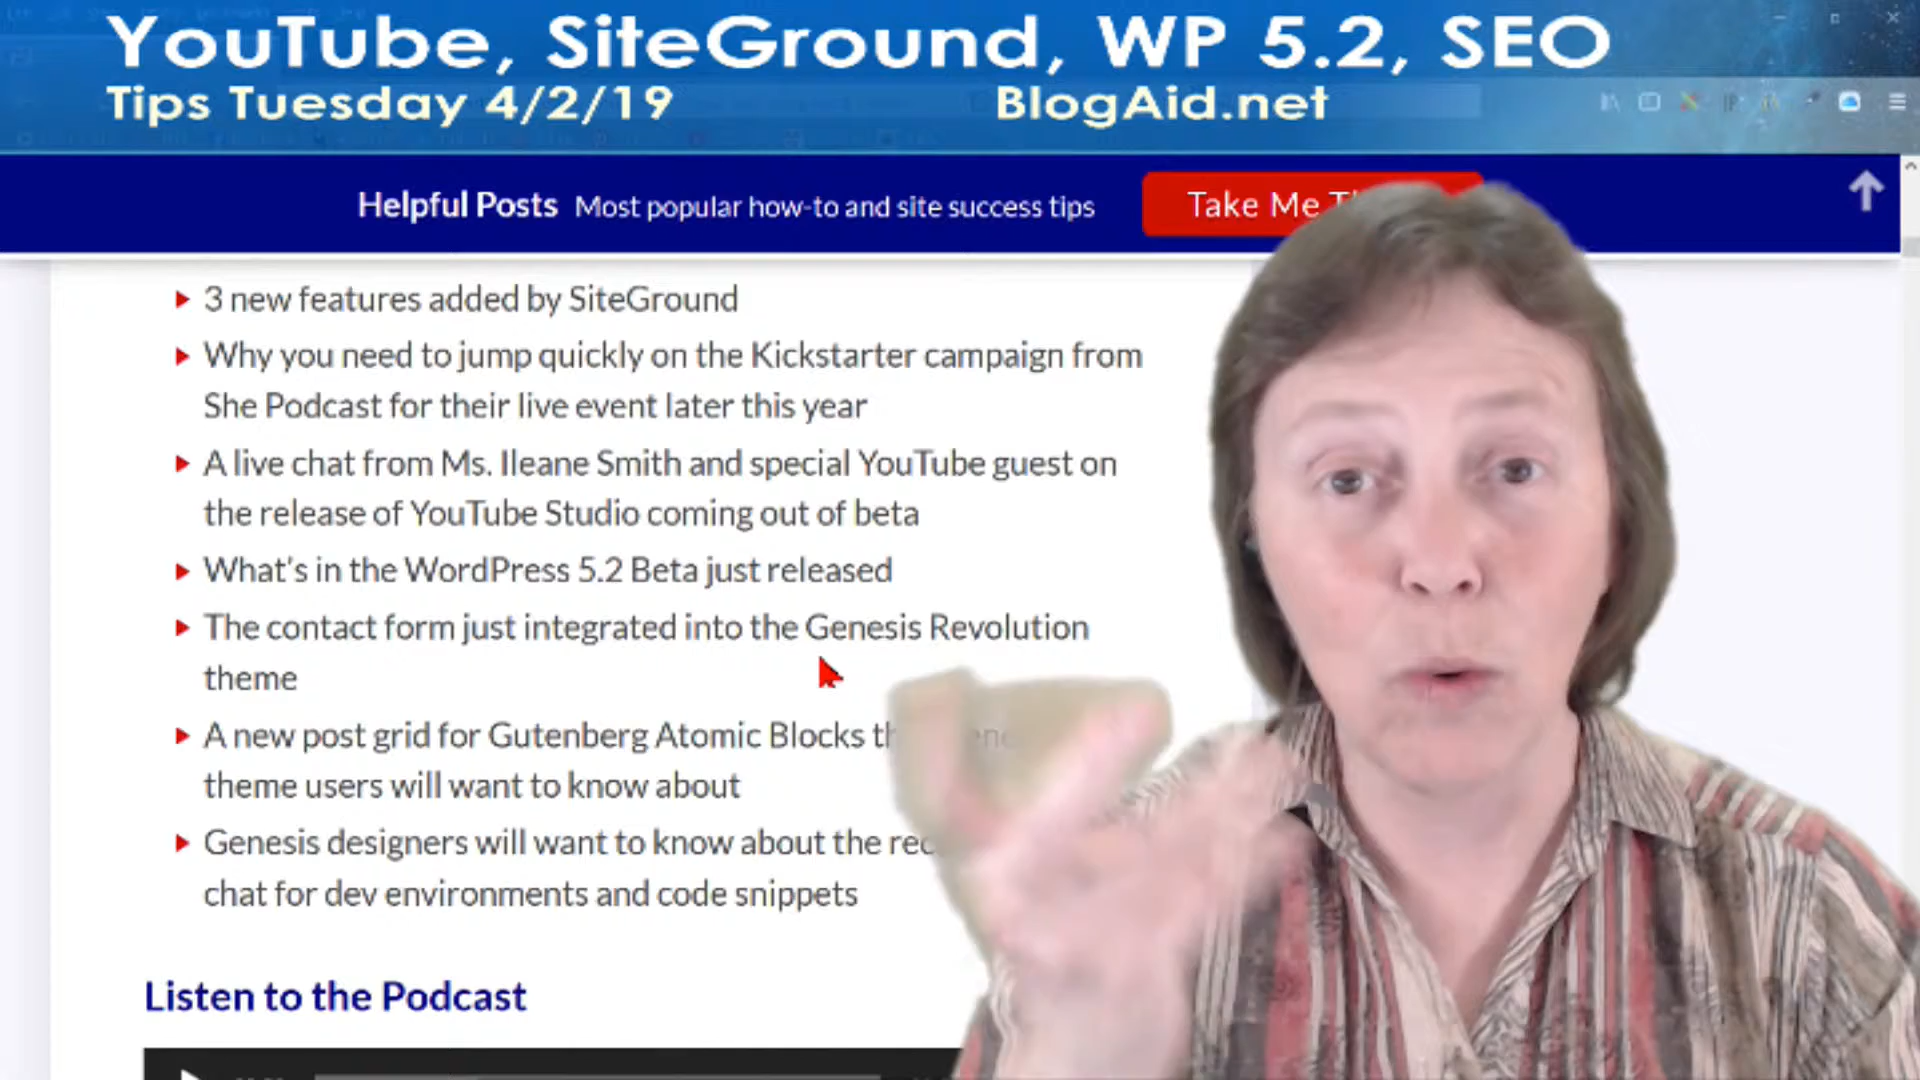 YouTube, SiteGround, WP 5.2, SEO
Tips Tuesday 4/2/19 BlogAid.net
Helpful Posts Most popular how-to and site success tips Take Me
3 new features added by SiteGround
Why you need to jump quickly on the Kickstarter campaign from
She Podcast for their live event later this year
A live chat from Ms. Ileane Smith and special YouTube guest on
the release of YouTube Studio coming out of beta
What's in the WordPress 5.2 Beta just released
The contact form just integrated into the Genesis Revolution
theme
A new post grid for Gutenberg Atomic Blocks
theme users will want to know about
Genesis designers will want to know about the
chat for dev environments and code snippets
Listen to the Podcast